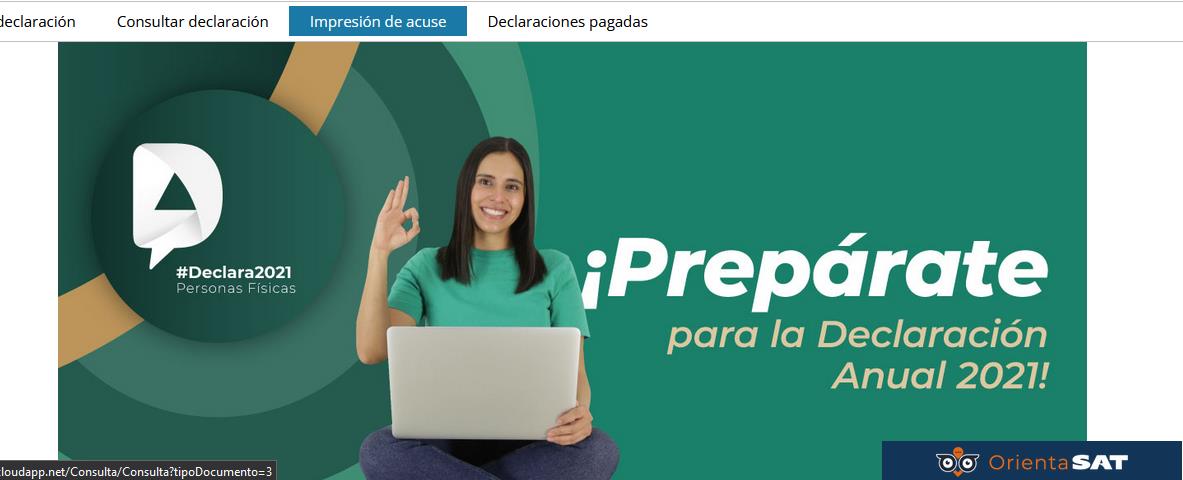 declaración Consultar declaración Impresión de acuse Declaraciones pagadas
#Declara2021
Personas Físicas
¡Prepárate
para la Declaración
Anual 2021!
cloudapp.net/Consulta/Consulta?tipoDocumento=3
OrientaSAT